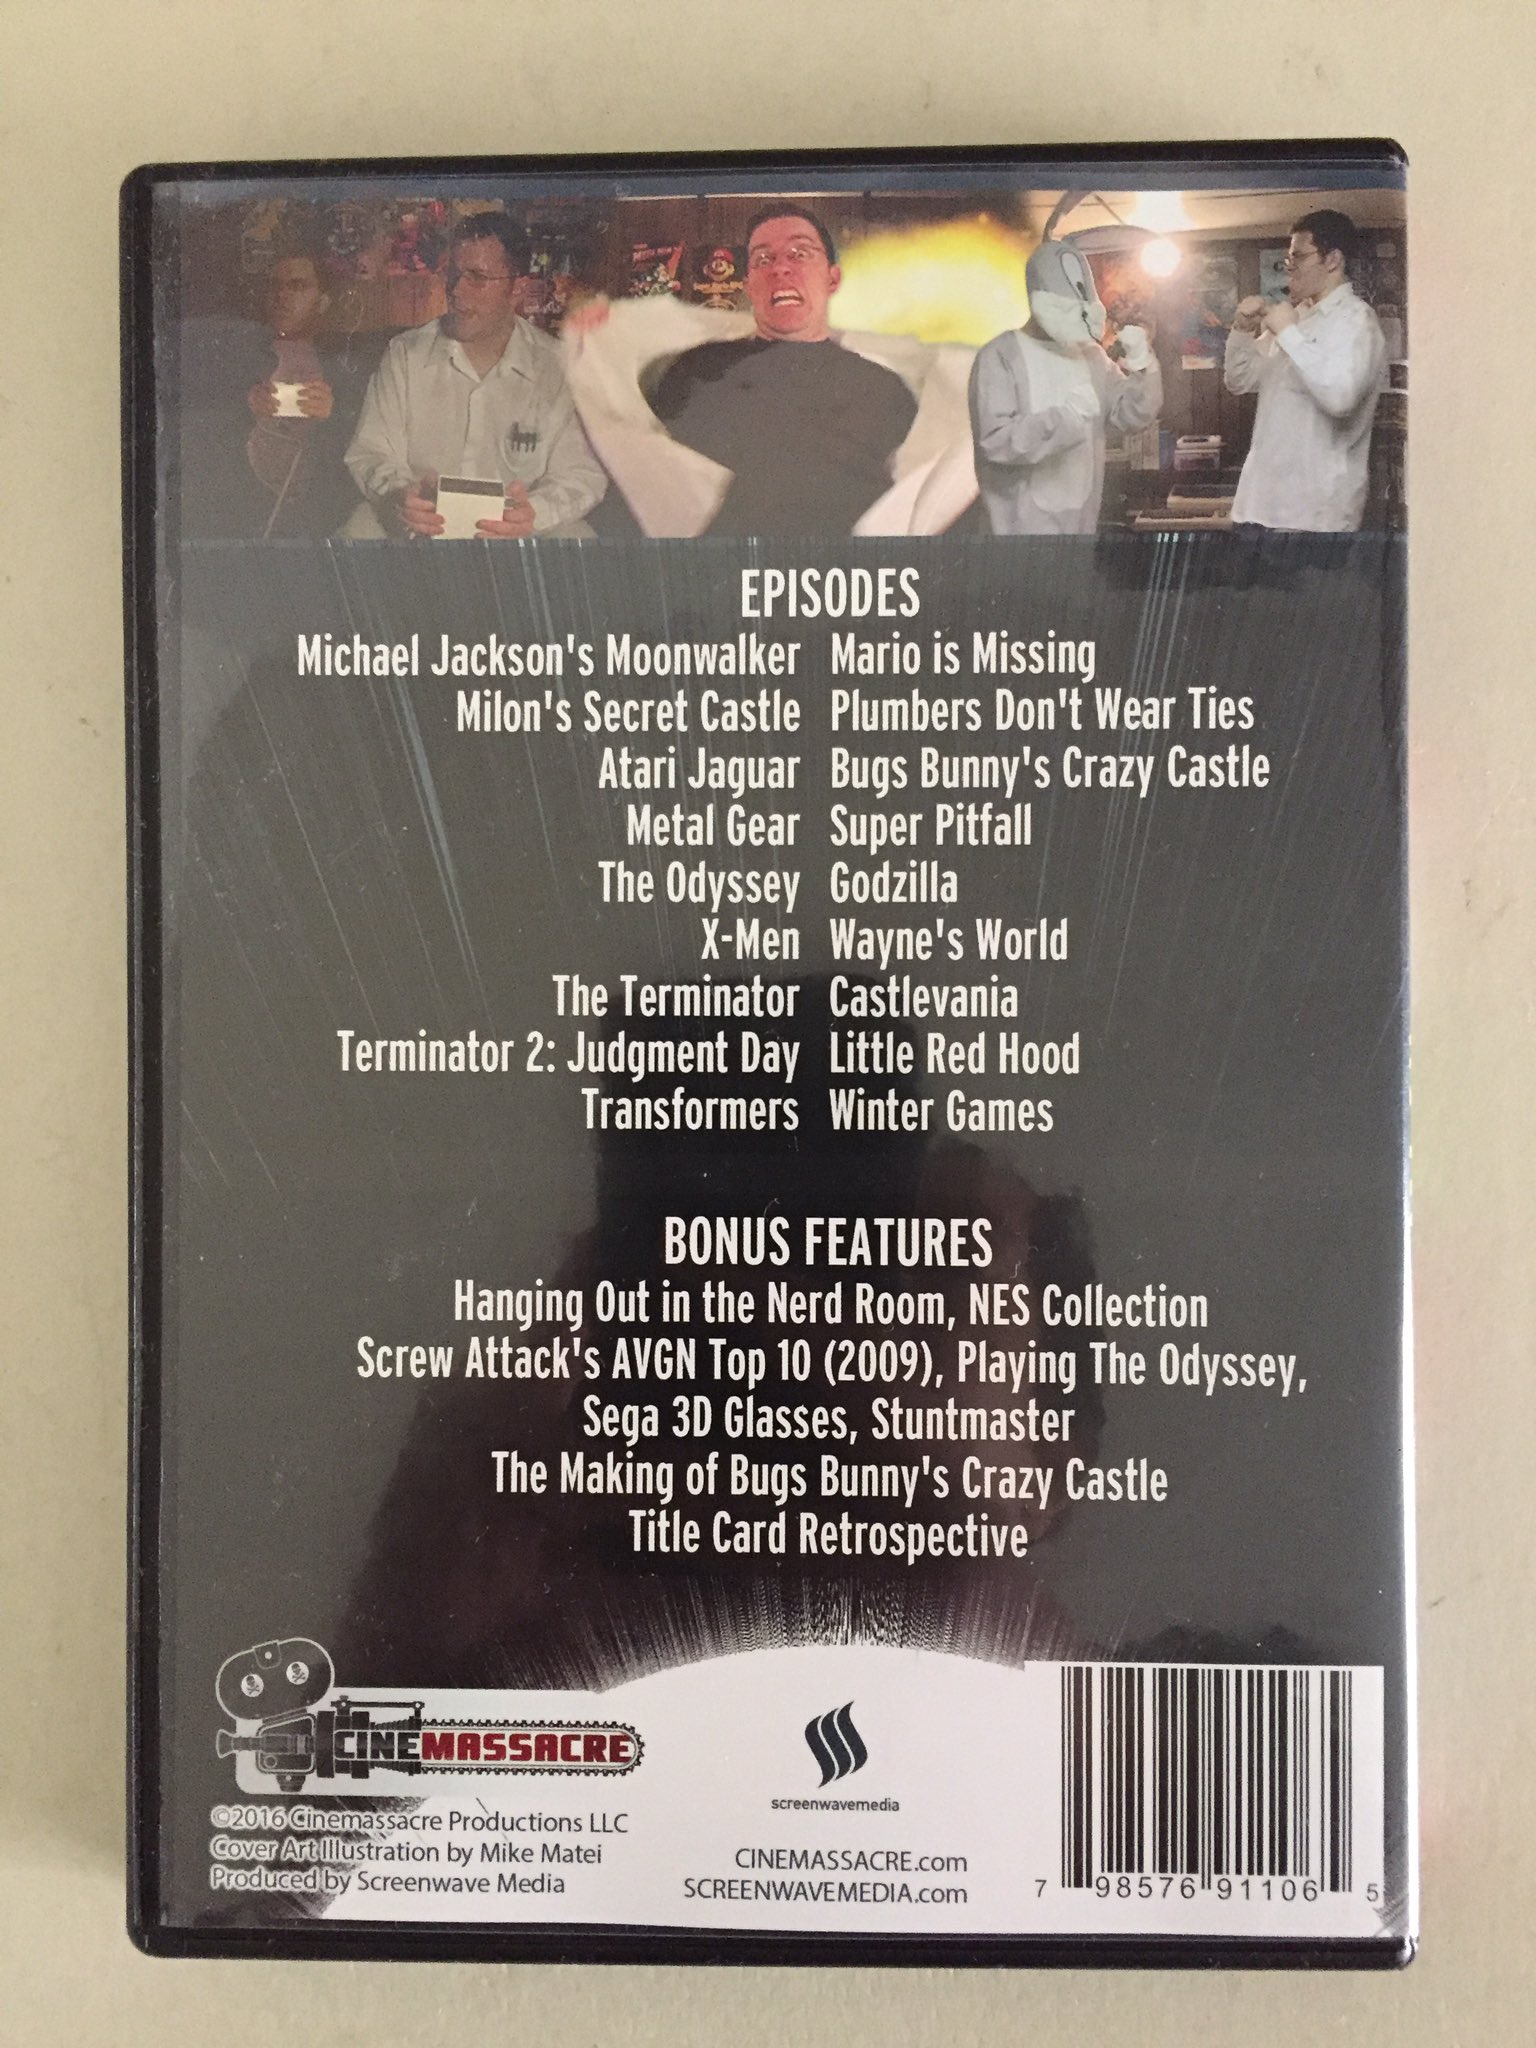 EPISODES
Michael Jackson's Moonwalker Mario is Missing
Milon's Secret Castle Plumbers Don't Wear Ties
Atari Jaguar Bugs Bunny's Crazy Castle
Metal Gear Super Pitfall
The Odyssey Godzilla
X-Men Wayne's World
The Terminator Castlevania
Terminator 2: Judgment Day Little Red Hood
Transformers Winter Games
BONUS FEATURES
Hanging Out in the Nerd Room, NES Collection
Screw Attack's AVGN Top 10 (2009), Playing The Odyssey,
Sega 3D Glasses, Stuntmaster
The Making of Bugs Bunny's Crazy Castle
Title Card Retrospective
CINEMASSACRE
©2016 Cinemassacre Productions LLC
Cover Art Illustration by Mike Matei
Produced by Screenwave Media
screenwavemedia
CINEMASSACRE.com
SCREENWAVEMEDIA.com
7 98576 91106 5